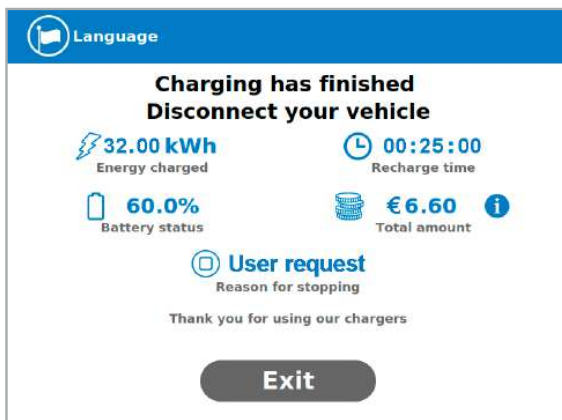 Language
Charging has finished
Disconnect your vehicle
32.00 kWh
Energy charged
00:25:00
Recharge time
60.0%
Battery status
€6.60 i
Total amount
User request
Reason for stopping
Thank you for using our chargers
Exit